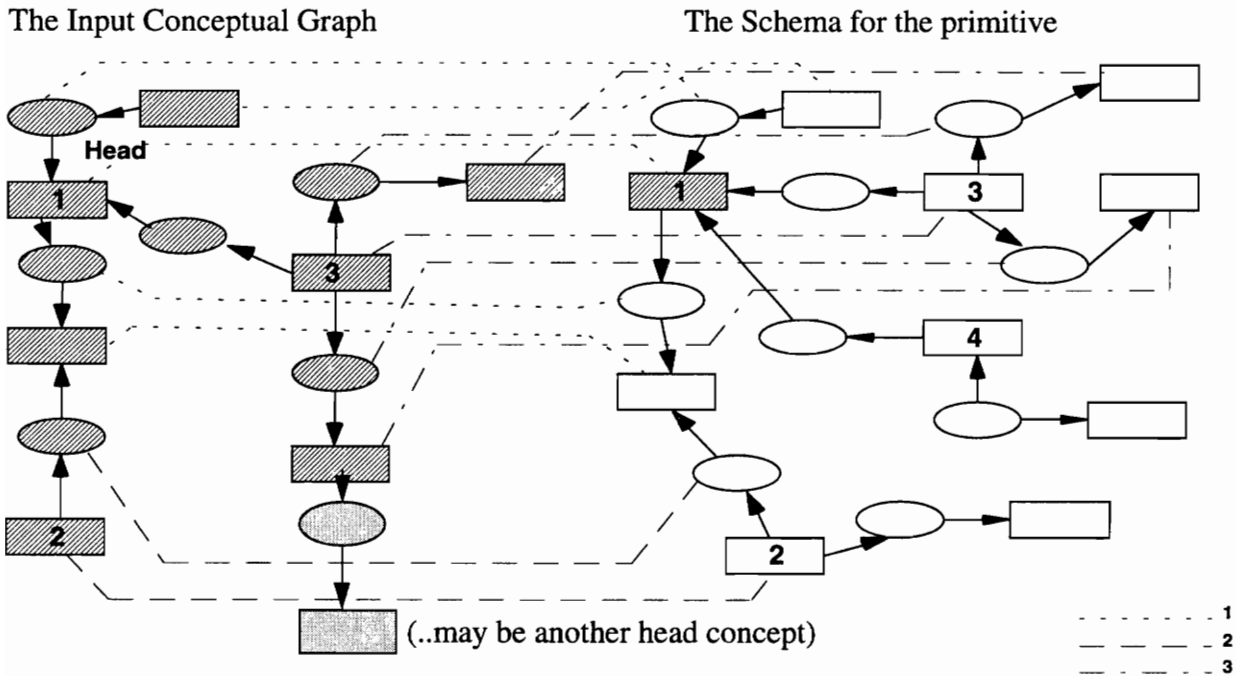 The Input Conceptual Graph
The Schema for the primitive
Head
1
1
3
3
4
2
2
(..may be another head concept)
1
2
3